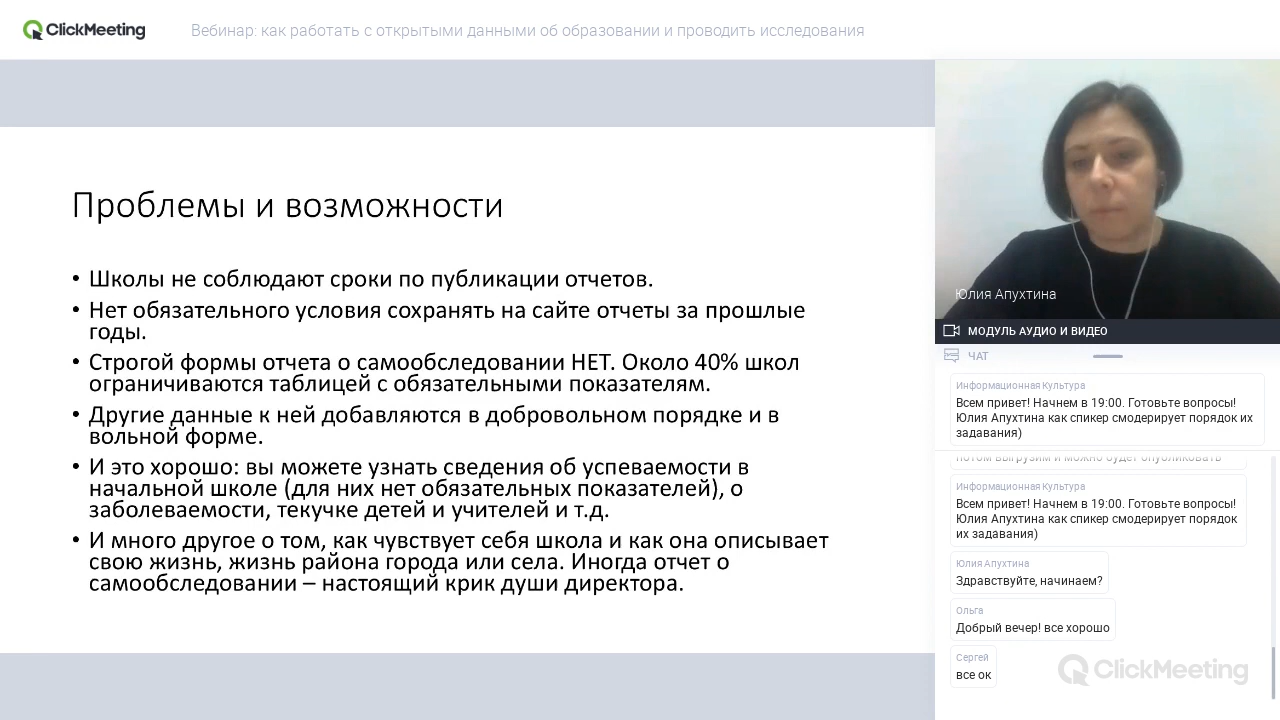 ClickMeeting
Вебинар: как работать с открытыми данными об образовании и проводить исследования
Проблемы и возможности
• Школы не соблюдают сроки по публикации отчетов.
• Нет обязательного условия сохранять на сайте отчеты за прошлые
годы.
• Строгой формы отчета о самообследовании НЕТ. Около 40% школ
ограничиваются таблицей с обязательными показателям.
• Другие данные к ней добавляются в добровольном порядке и в
вольной форме.
• И это хорошо: вы можете узнать сведения об успеваемости в
начальной школе (для них нет обязательных показателей), о
заболеваемости, текучке детей и учителей и т.д.
• И много другое о том, как чувствует себя школа и как она описывает
свою жизнь, жизнь района города или села. Иногда отчет о
самообследовании – настоящий крик души директора.
Юлия Апухтина
МОДУЛЬ АУДИО И ВИДЕО
ЧАТ
Информационная Культура
Всем привет! Начнем в 19:00. Готовьте вопросы!
Юлия Апухтина как спикер смодерирует порядок их
задавания)
потом выгрузим и можно будет опубликовать
Информационная Культура
Всем привет! Начнем в 19:00. Готовьте вопросы!
Юлия Апухтина как спикер смодерирует порядок
их задавания)
Юлия Апухтина
Здравствуйте, начинаем?
Ольга
Добрый вечер! все хорошо
Сергей
все ок
ClickMeeting